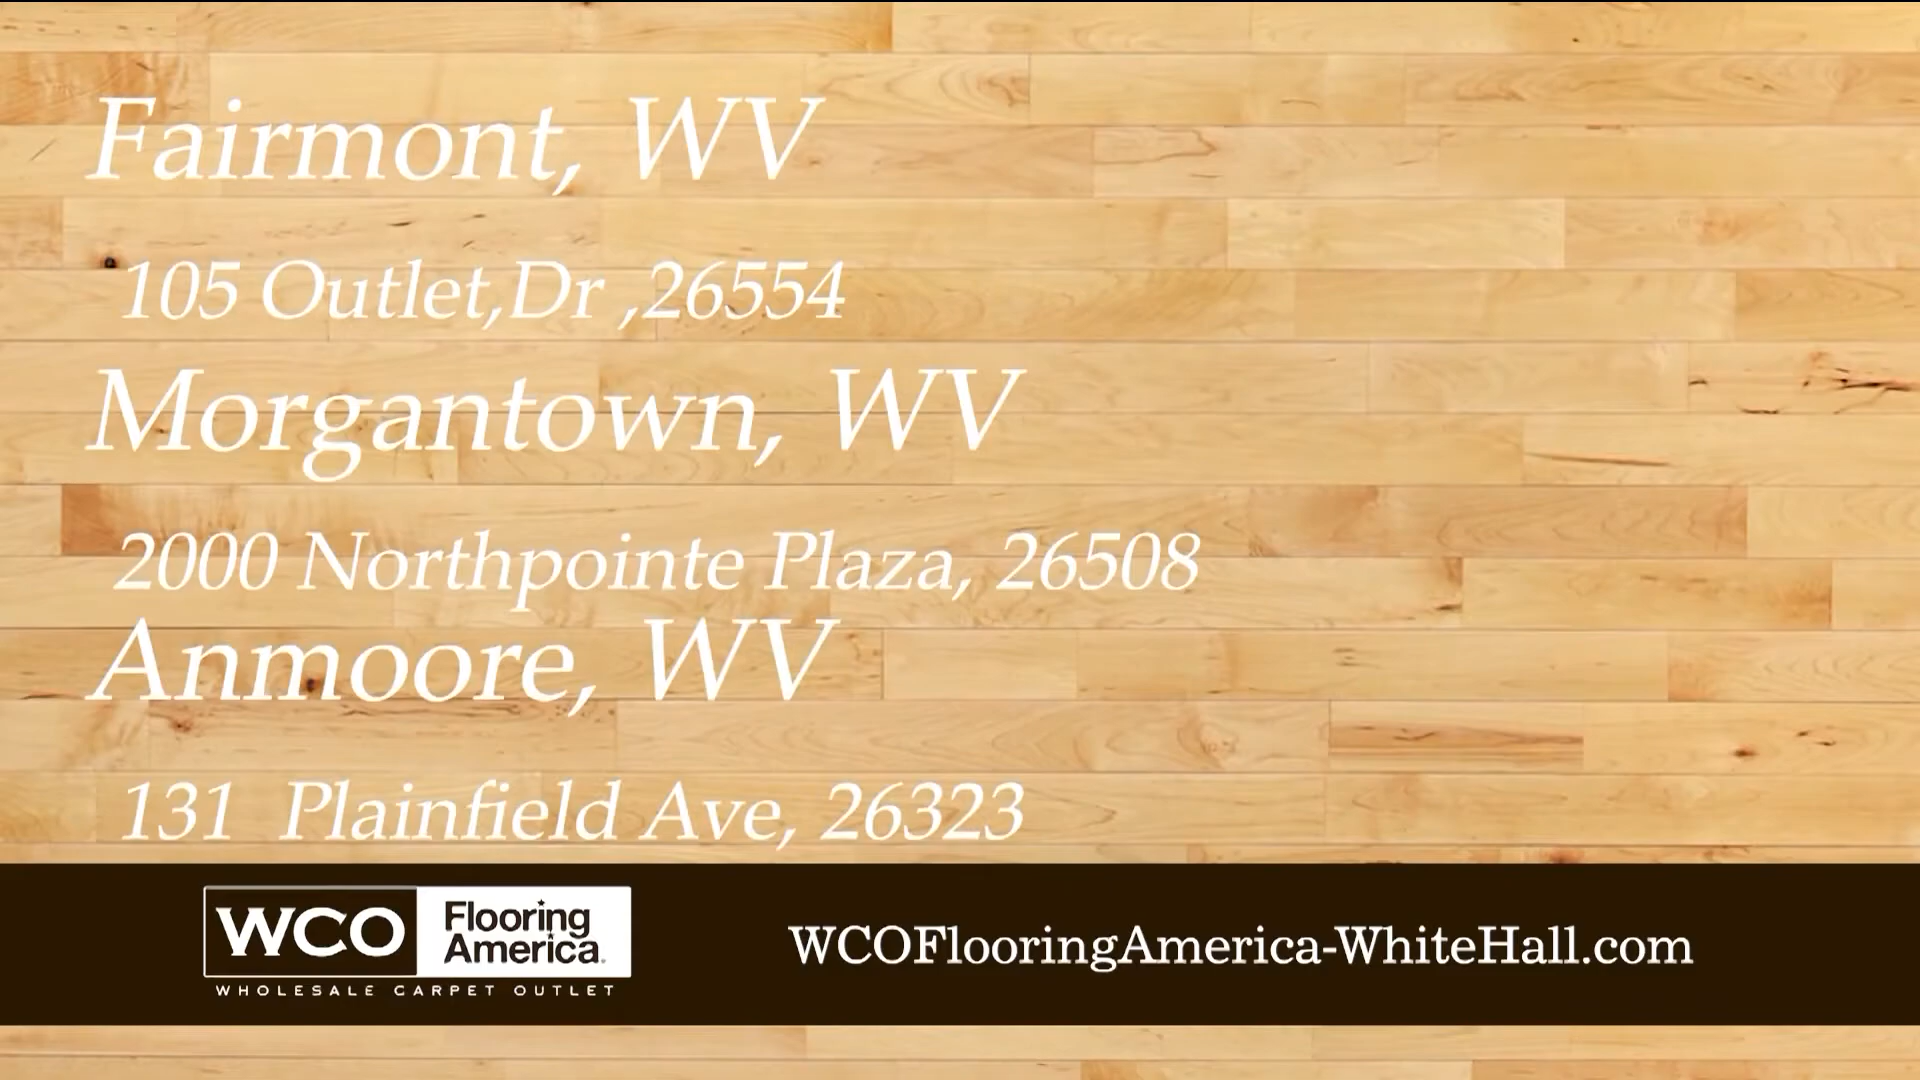 Fairmont, WV
105 Outlet,Dr ,26554
Morgantown, WV
2000 Northpointe Plaza, 26508
Anmoore, WV
131 Plainfield Ave, 26323
WCO Flooring America.
WHOLESALE CARPET OUTLET
WCOFlooringAmerica-WhiteHall.com